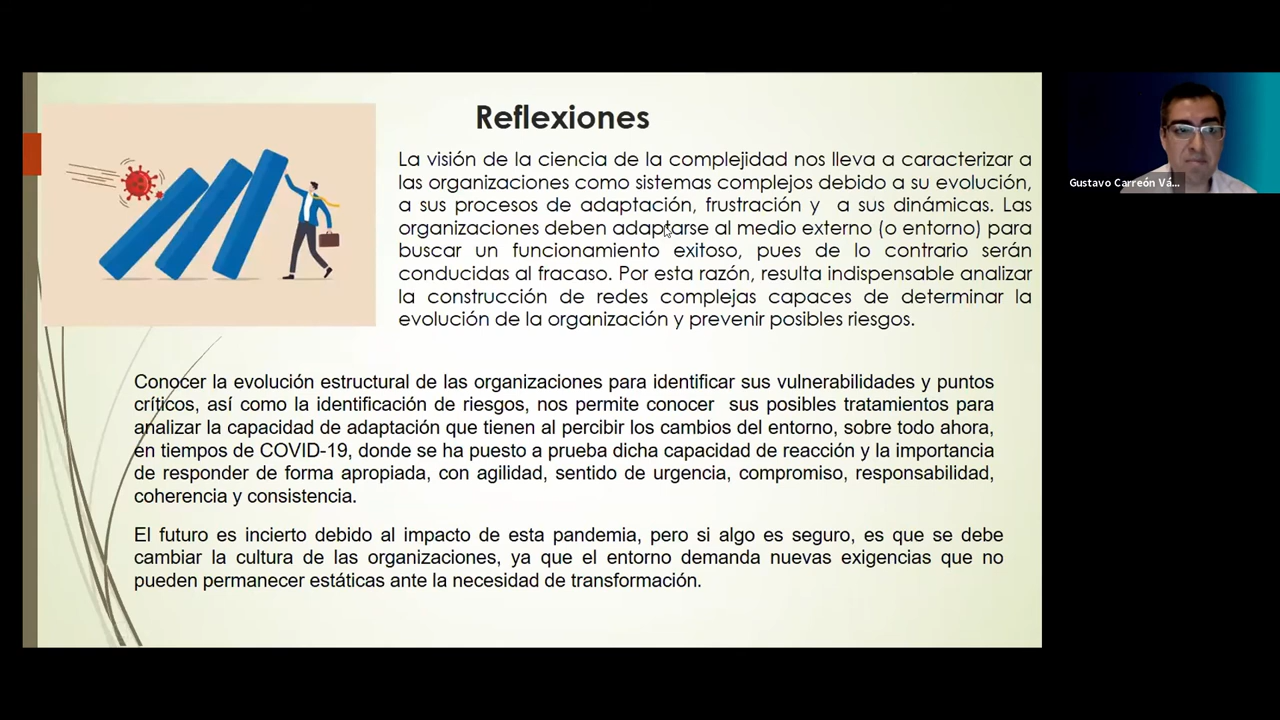 Reflexiones
La visión de la ciencia de la complejidad nos lleva a caracterizar a
las organizaciones como sistemas complejos debido a su evolución,
a sus procesos de adaptación, frustración y a sus dinámicas. Las
organizaciones deben adaptarse al medio externo (o entorno) para
buscar un funcionamiento exitoso, pues de lo contrario serán
conducidas al fracaso. Por esta razón, resulta indispensable analizar
la construcción de redes complejas capaces de determinar la
evolución de la organización y prevenir posibles riesgos.
Conocer la evolución estructural de las organizaciones para identificar sus vulnerabilidades y puntos
críticos, así como la identificación de riesgos, nos permite conocer sus posibles tratamientos para
analizar la capacidad de adaptación que tienen al percibir los cambios del entorno, sobre todo ahora,
en tiempos de COVID-19, donde se ha puesto a prueba dicha capacidad de reacción y la importancia
de responder de forma apropiada, con agilidad, sentido de urgencia, compromiso, responsabilidad,
coherencia y consistencia.
El futuro es incierto debido al impacto de esta pandemia, pero si algo es seguro, es que se debe
cambiar la cultura de las organizaciones, ya que el entorno demanda nuevas exigencias que no
pueden permanecer estáticas ante la necesidad de transformación.
Gustavo Carreón Vá...